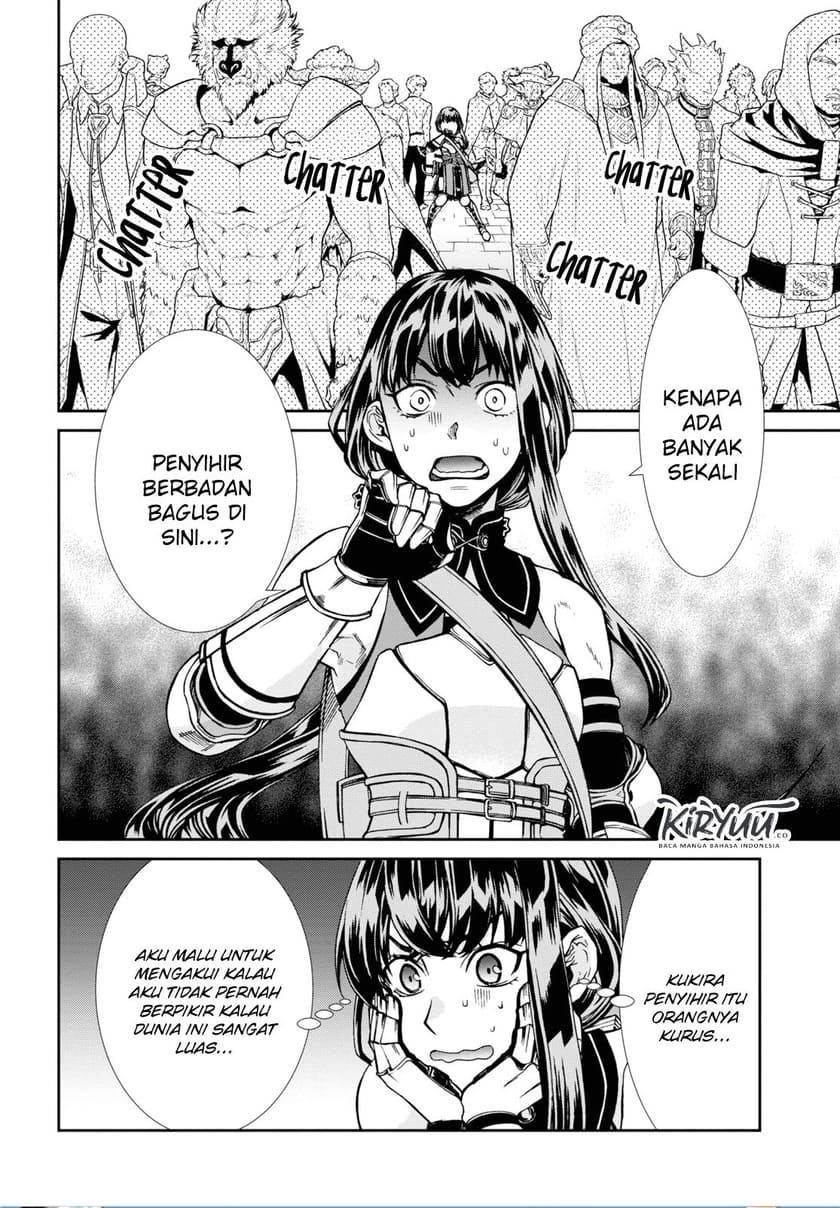 CHATTER
CHATTER
CHATTER
CHATTER
KENAPA
ADA
BANYAK
SEKALI
PENYIHIR
BERBADAN
BAGUS DI
SINI...?
KIRYUU.CO
BACA MANGA BAHASA INDONESIA
KUKIRA
PENYIHIR ITU
ORANGNYA
KURUS...
AKU MALU UNTUK
MENGAKUI KALAU
AKU TIDAK PERNAH
BERPIKIR KALAU
DUNIA INI SANGAT
LUAS...